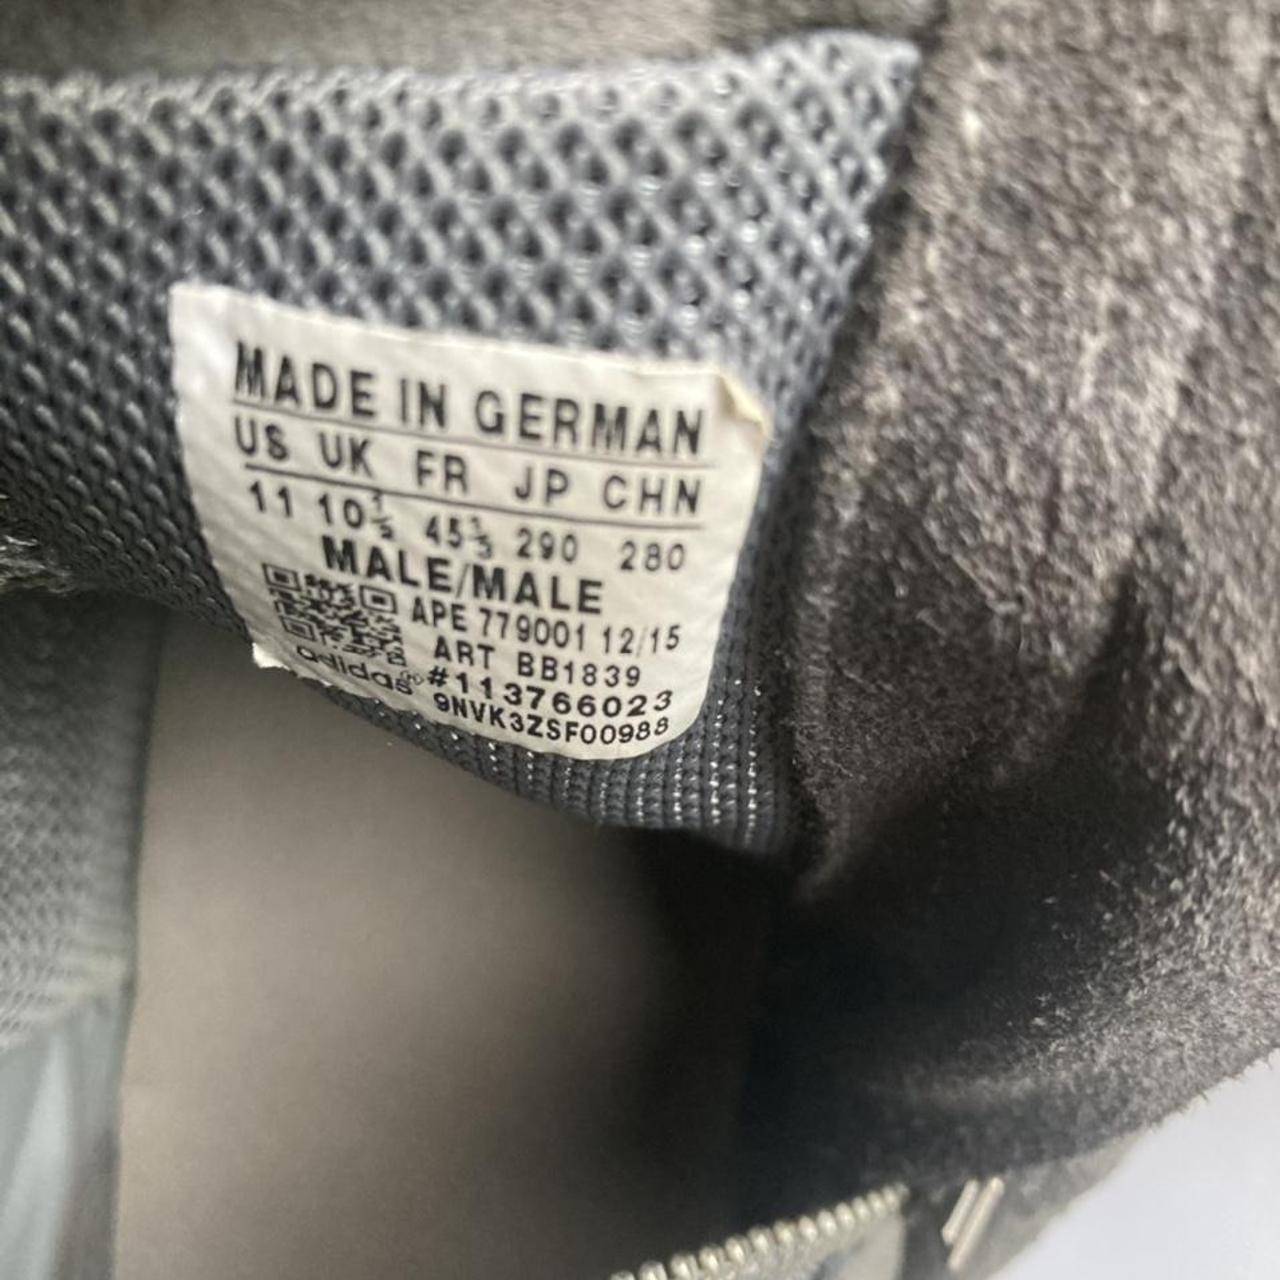 MADE IN GERMAN
US UK FR JP CHN
11 10½ 45⅓ 290 280
MALE/MALE
APE 779001 12/15
ART BB1839
adidas® #113766023
9NVK3ZSF00988